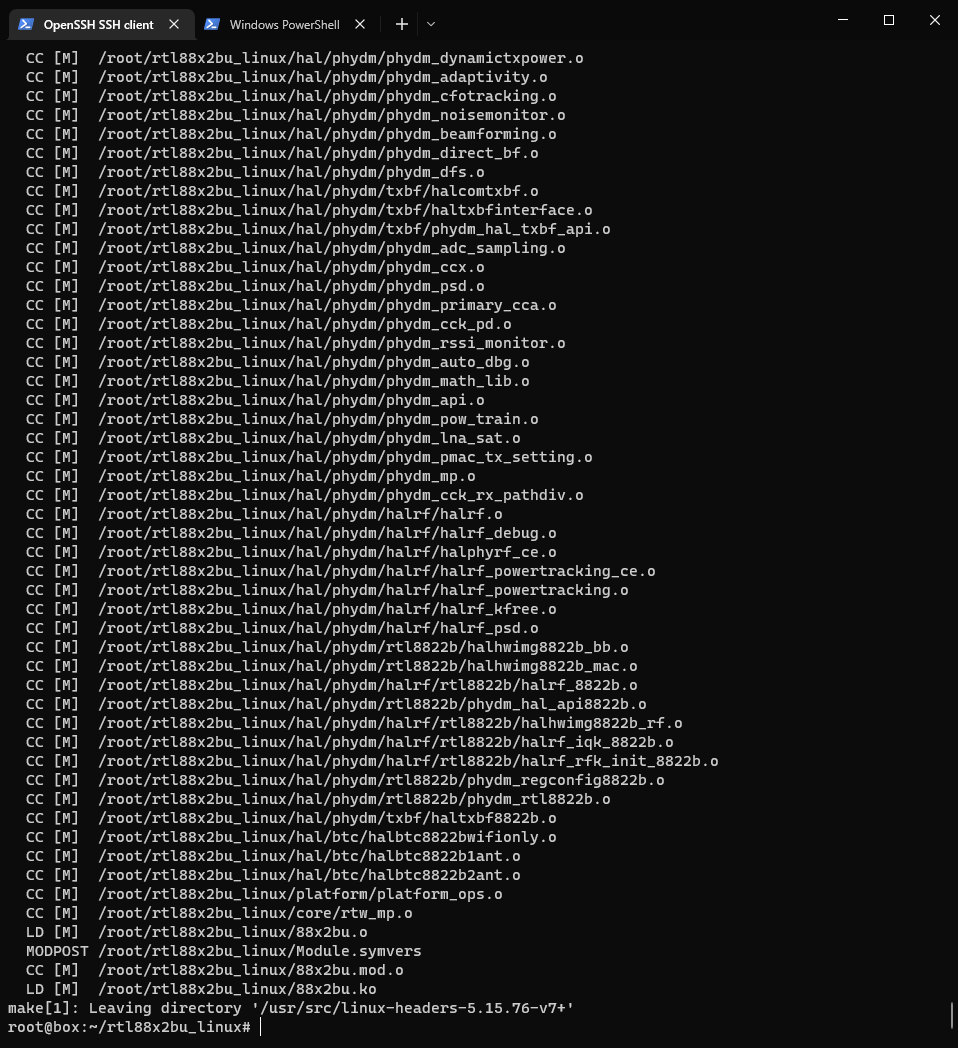 OpenSSH SSH client
Windows PowerShell
CC [M]  /root/rtl88x2bu_linux/hal/phydm/phydm_dynamictxpower.o
CC [M]  /root/rtl88x2bu_linux/hal/phydm/phydm_adaptivity.o
CC [M]  /root/rtl88x2bu_linux/hal/phydm/phydm_cfotracking.o
CC [M]  /root/rtl88x2bu_linux/hal/phydm/phydm_noisemonitor.o
CC [M]  /root/rtl88x2bu_linux/hal/phydm/phydm_beamforming.o
CC [M]  /root/rtl88x2bu_linux/hal/phydm/phydm_direct_bf.o
CC [M]  /root/rtl88x2bu_linux/hal/phydm/phydm_dfs.o
CC [M]  /root/rtl88x2bu_linux/hal/phydm/txbf/halcomtxbf.o
CC [M]  /root/rtl88x2bu_linux/hal/phydm/txbf/haltxbfinterface.o
CC [M]  /root/rtl88x2bu_linux/hal/phydm/txbf/phydm_hal_txbf_api.o
CC [M]  /root/rtl88x2bu_linux/hal/phydm/phydm_adc_sampling.o
CC [M]  /root/rtl88x2bu_linux/hal/phydm/phydm_ccx.o
CC [M]  /root/rtl88x2bu_linux/hal/phydm/phydm_psd.o
CC [M]  /root/rtl88x2bu_linux/hal/phydm/phydm_primary_cca.o
CC [M]  /root/rtl88x2bu_linux/hal/phydm/phydm_cck_pd.o
CC [M]  /root/rtl88x2bu_linux/hal/phydm/phydm_rssi_monitor.o
CC [M]  /root/rtl88x2bu_linux/hal/phydm/phydm_auto_dbg.o
CC [M]  /root/rtl88x2bu_linux/hal/phydm/phydm_math_lib.o
CC [M]  /root/rtl88x2bu_linux/hal/phydm/phydm_api.o
CC [M]  /root/rtl88x2bu_linux/hal/phydm/phydm_pow_train.o
CC [M]  /root/rtl88x2bu_linux/hal/phydm/phydm_lna_sat.o
CC [M]  /root/rtl88x2bu_linux/hal/phydm/phydm_pmac_tx_setting.o
CC [M]  /root/rtl88x2bu_linux/hal/phydm/phydm_mp.o
CC [M]  /root/rtl88x2bu_linux/hal/phydm/phydm_cck_rx_pathdiv.o
CC [M]  /root/rtl88x2bu_linux/hal/phydm/halrf/halrf.o
CC [M]  /root/rtl88x2bu_linux/hal/phydm/halrf/halrf_debug.o
CC [M]  /root/rtl88x2bu_linux/hal/phydm/halrf/halphyrf_ce.o
CC [M]  /root/rtl88x2bu_linux/hal/phydm/halrf/halrf_powertracking_ce.o
CC [M]  /root/rtl88x2bu_linux/hal/phydm/halrf/halrf_powertracking.o
CC [M]  /root/rtl88x2bu_linux/hal/phydm/halrf/halrf_kfree.o
CC [M]  /root/rtl88x2bu_linux/hal/phydm/halrf/halrf_psd.o
CC [M]  /root/rtl88x2bu_linux/hal/phydm/rtl8822b/halhwimg8822b_bb.o
CC [M]  /root/rtl88x2bu_linux/hal/phydm/rtl8822b/halhwimg8822b_mac.o
CC [M]  /root/rtl88x2bu_linux/hal/phydm/halrf/rtl8822b/halrf_8822b.o
CC [M]  /root/rtl88x2bu_linux/hal/phydm/rtl8822b/phydm_hal_api8822b.o
CC [M]  /root/rtl88x2bu_linux/hal/phydm/halrf/rtl8822b/halhwimg8822b_rf.o
CC [M]  /root/rtl88x2bu_linux/hal/phydm/halrf/rtl8822b/halrf_iqk_8822b.o
CC [M]  /root/rtl88x2bu_linux/hal/phydm/halrf/rtl8822b/halrf_rfk_init_8822b.o
CC [M]  /root/rtl88x2bu_linux/hal/phydm/rtl8822b/phydm_regconfig8822b.o
CC [M]  /root/rtl88x2bu_linux/hal/phydm/rtl8822b/phydm_rtl8822b.o
CC [M]  /root/rtl88x2bu_linux/hal/phydm/txbf/haltxbf8822b.o
CC [M]  /root/rtl88x2bu_linux/hal/btc/halbtc8822bwifionly.o
CC [M]  /root/rtl88x2bu_linux/hal/btc/halbtc8822b1ant.o
CC [M]  /root/rtl88x2bu_linux/hal/btc/halbtc8822b2ant.o
CC [M]  /root/rtl88x2bu_linux/platform/platform_ops.o
CC [M]  /root/rtl88x2bu_linux/core/rtw_mp.o
LD [M]  /root/rtl88x2bu_linux/88x2bu.o
MODPOST /root/rtl88x2bu_linux/Module.symvers
CC [M]  /root/rtl88x2bu_linux/88x2bu.mod.o
LD [M]  /root/rtl88x2bu_linux/88x2bu.ko
make[1]: Leaving directory '/usr/src/linux-headers-5.15.76-v7+'
root@box:~/rtl88x2bu_linux#